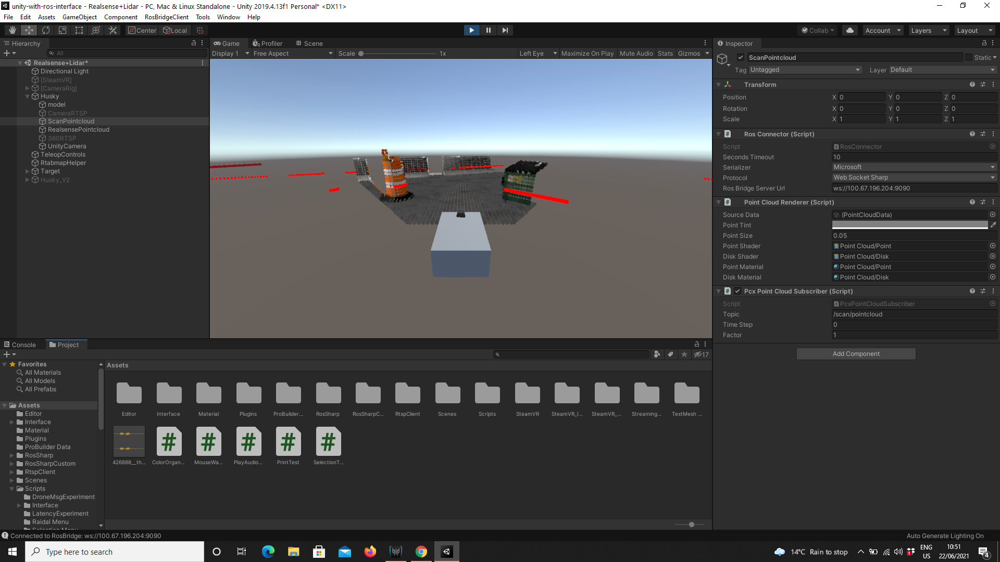 unity-with-ros-interface - Realsense+Lidar - PC, Mac & Linux Standalone - Unity 2019.4.13f1 Personal* <DX11>
File Edit Assets GameObject Component RosBridgeClient Tools Window Help
Center Local Collab Account Layers Layout
Hierarchy
All
Realsense+Lidar*
Directional Light
[SteamVR]
[CameraRig]
Husky
model
CameraRTSP
ScanPointcloud
RealsensePointcloud
360RTSP
UnityCamera
TeleopControls
RtabmapHelper
Target
Husky_V2
Game Profiler Scene
Display 1 Free Aspect Scale 1x Left Eye Maximize On Play Mute Audio Stats Gizmos
Inspector
ScanPointcloud Static
Tag Untagged Layer Default
Transform
Position X 0 Y 0 Z 0
Rotation X 0 Y 0 Z 0
Scale X 1 Y 1 Z 1
Ros Connector (Script)
Script RosConnector
Seconds Timeout 10
Serializer Microsoft
Protocol Web Socket Sharp
Ros Bridge Server Url ws://100.67.196.204:9090
Point Cloud Renderer (Script)
Source Data (PointCloudData)
Point Tint
Point Size 0.05
Point Shader Point Cloud/Point
Disk Shader Point Cloud/Disk
Point Material Point Cloud/Point
Disk Material Point Cloud/Disk
Pcx Point Cloud Subscriber (Script)
Script PcxPointCloudSubscriber
Topic /scan/pointcloud
Time Step 0
Factor 1
Add Component
Console Project
17
Favorites
All Materials
All Models
All Prefabs
Assets
Editor
Interface
Material
Plugins
ProBuilder Data
RosSharp
RosSharpCustom
RtspClient
Scenes
Scripts
DroneMsgExperiment
Interface
LatencyExperiment
Raidal Menu
Assets
Editor Interface Material Plugins ProBuilder... RosSharp RosSharpC... RtspClient Scenes Scripts SteamVR SteamVR_I... SteamVR_... Streaming... TextMesh ...
426888__th... ColorOrgan... MouseWa... PlayAudio... PrintTest SelectionT...
Connected to RosBridge: ws://100.67.196.204:9090
Auto Generate Lighting On
Type here to search
14°C Rain to stop
ENG
US
10:51
22/06/2021
4